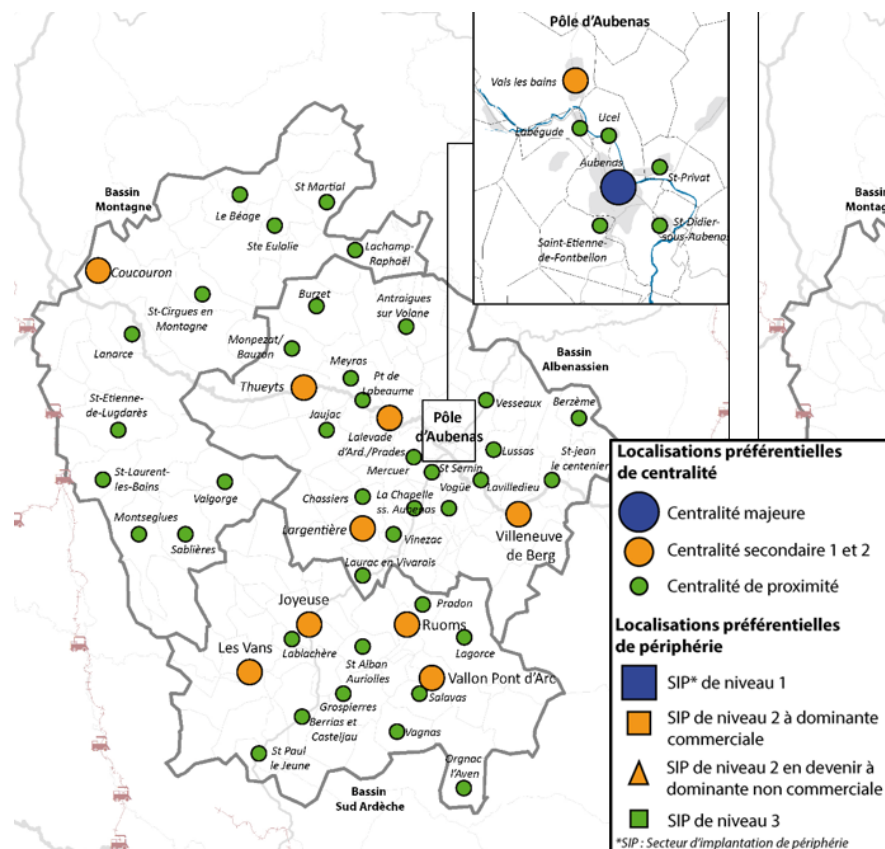 Pôle d'Aubenas
Vals les bains
Ucel
Labégude
Aubenas
St-Privat
Saint-Etienne-
de-Fontbellon
St-Didier-
sous-Aubenas
Bassin
Montagne
St Martial
Le Béage
Ste Eulalie
Lachamp-
Raphaël
Coucouron
St-Cirgues en
Montagne
Burzet
Antraigues
sur Volane
Lanarce
Monpezat/
Bauzon
Bassin
Albenassien
Meyras
Pt de
Labeaume
Thueyts
St-Etienne-
de-Lugdarès
Jaujac
Lalevade
d'Ard./Prades
Pôle
d'Aubenas
Vesseaux
Berzème
Mercuer
St Sernin
Lussas
St-jean
le centenier
St-Laurent-
les-Bains
Valgorge
Vogüe
Lavilledieu
Chassiers
La Chapelle
ss. Aubenas
Montselgues
Sablières
Largentière
Vinezac
Villeneuve
de Berg
Laurac en Vivarais
Joyeuse
Pradon
Ruoms
Les Vans
Lablachère
St Alban
Auriolles
Lagorce
Vallon Pont d'Arc
Salavas
Grospierres
Berrias et
Casteljau
Vagnas
St Paul
le Jeune
Orgnac
l'Aven
Bassin
Sud Ardèche
Localisations préférentielles
de centralité
Centralité majeure
Centralité secondaire 1 et 2
Centralité de proximité
Localisations préférentielles
de périphérie
SIP* de niveau 1
SIP de niveau 2 à dominante
commerciale
SIP de niveau 2 en devenir à
dominante non commerciale
SIP de niveau 3
*SIP : Secteur d'implantation de périphérie
Bassi
Montag